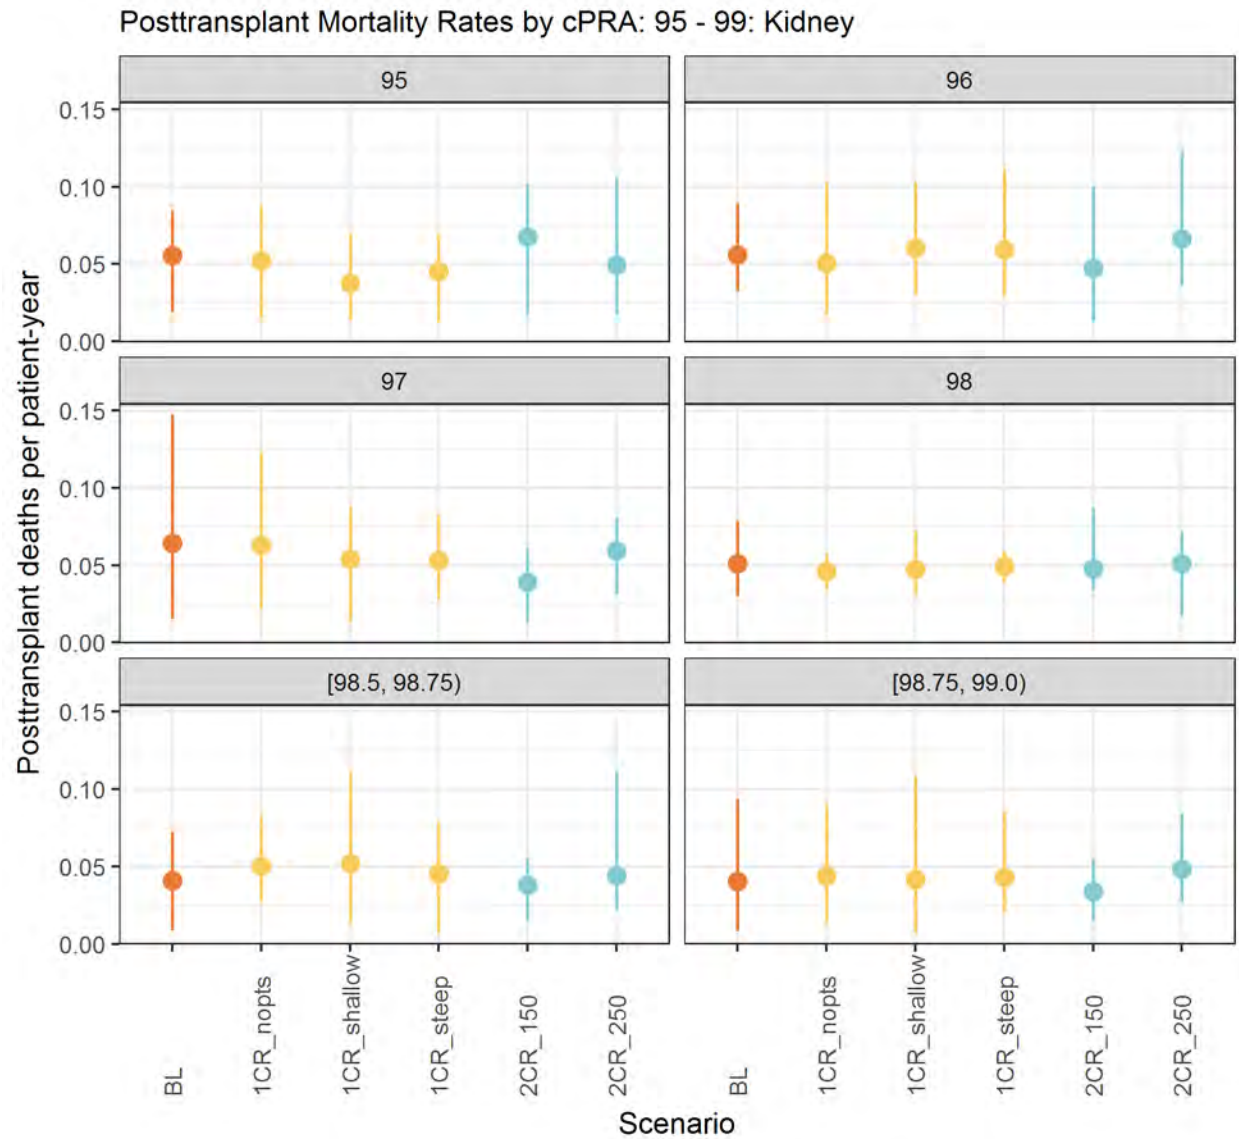 Posttransplant Mortality Rates by cPRA: 95 - 99: Kidney
95
96
0.15
0.10
0.05
0.00
97
98
0.15
0.10
0.05
0.00
[98.5, 98.75)
[98.75, 99.0)
0.15
0.10
0.05
0.00
Posttransplant deaths per patient-year
BL
1CR_nopts
1CR_shallow
1CR_steep
2CR_150
2CR_250
BL
1CR_nopts
1CR_shallow
1CR_steep
2CR_150
2CR_250
Scenario